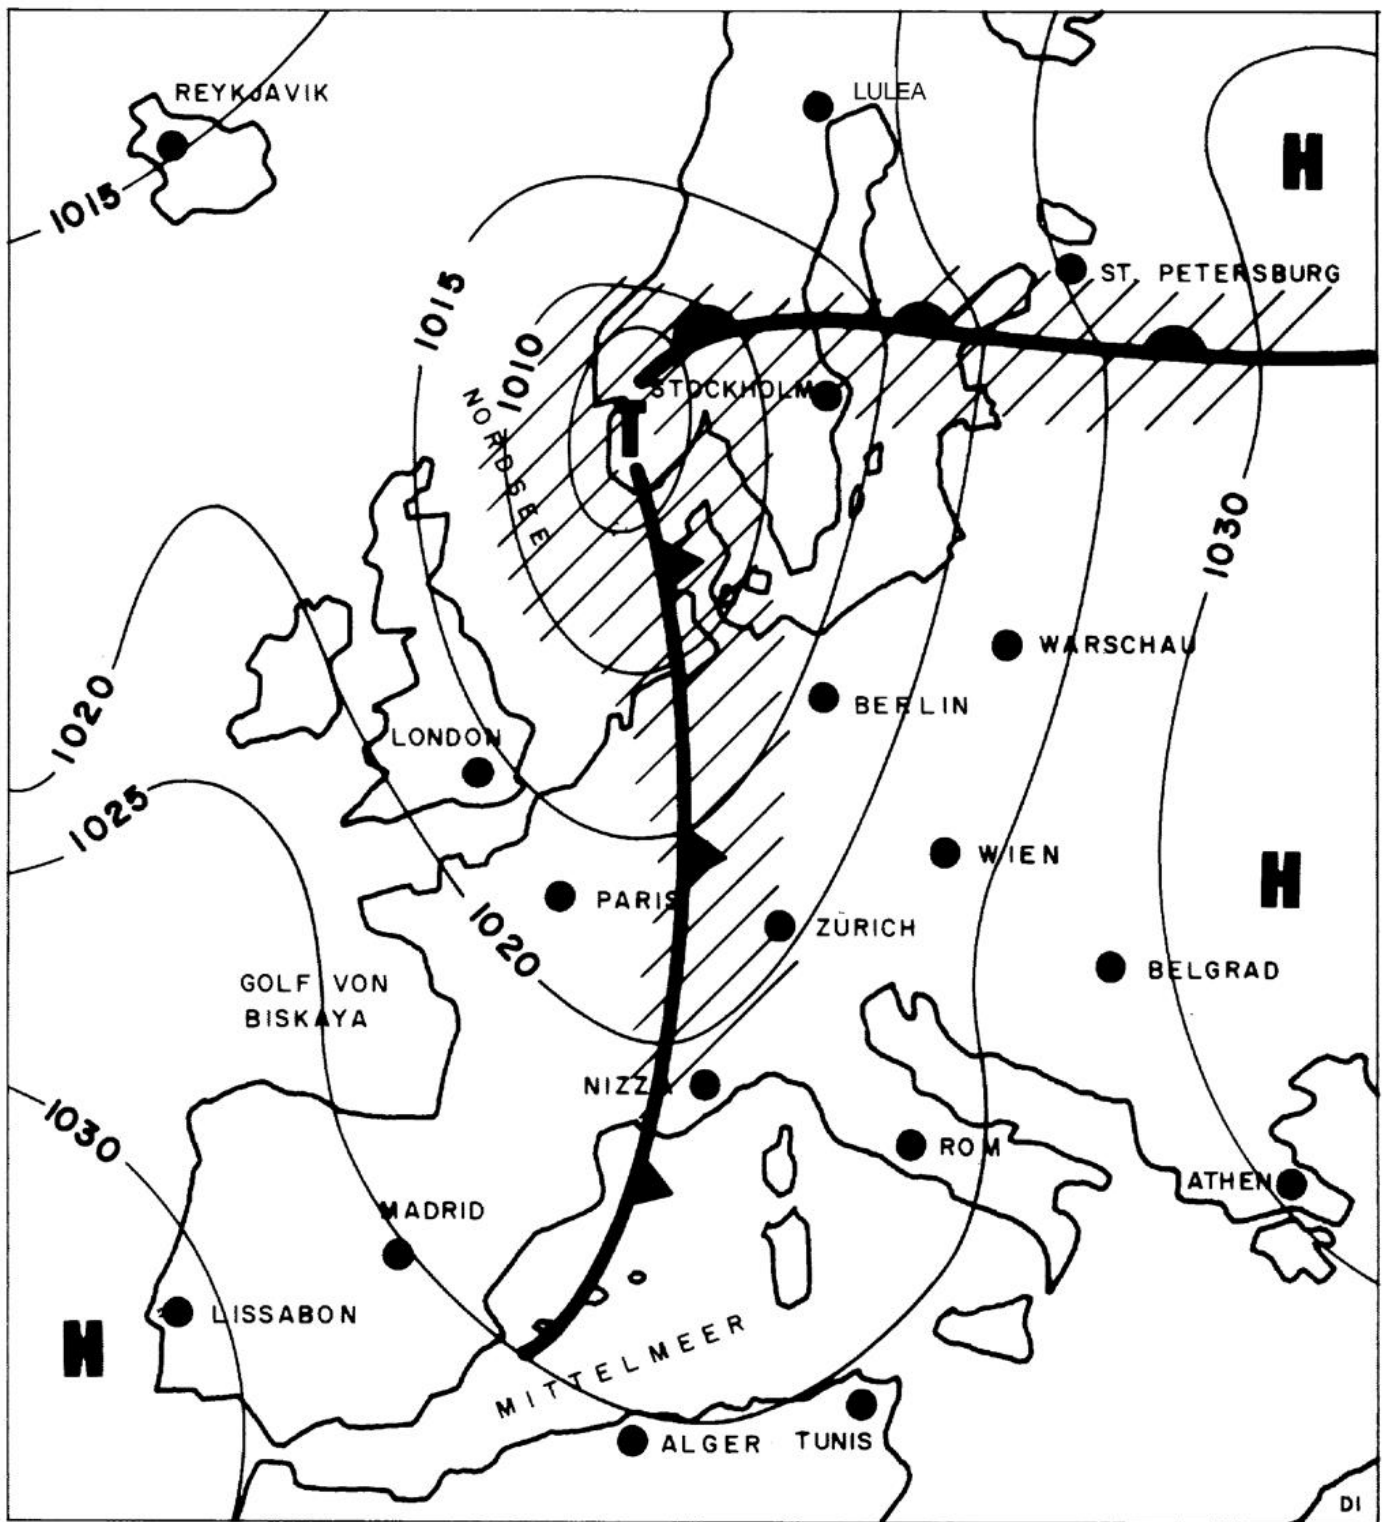 REYKJAVIK
LULEA
H
1015
ST. PETERSBURG
1015
1010
STOCKHOLM
T
NORDSEE
1030
WARSCHAU
1020
BERLIN
LONDON
1025
WIEN
H
PARIS
ZÜRICH
1020
BELGRAD
GOLF VON
BISKAYA
NIZZA
1030
ROM
ATHEN
MADRID
LISSABON
H
MITTELMEER
ALGER
TUNIS
DI